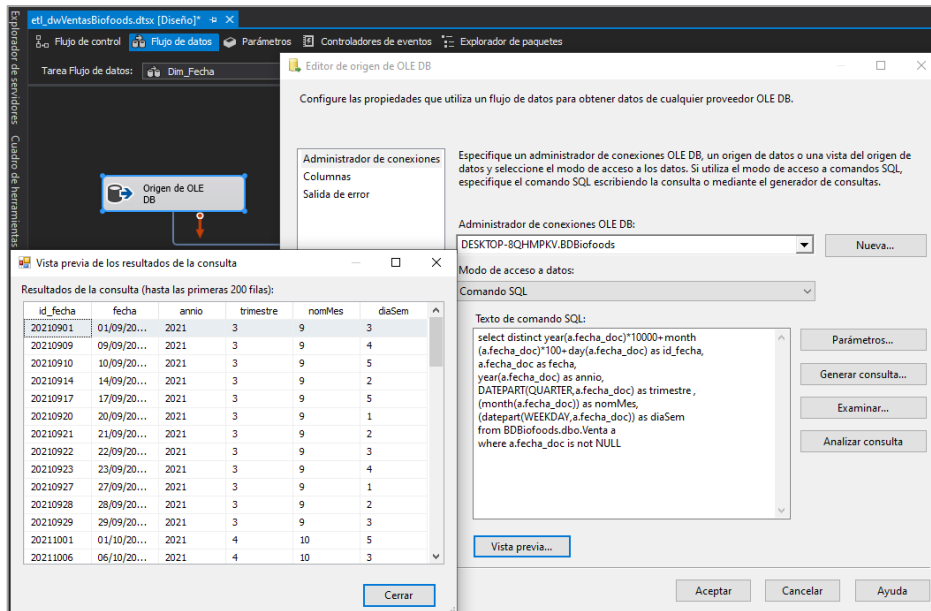 etl_dwVentasBiofoods.dtsx [Diseño]*
Explorador de servidores
Cuadro de herramientas
Flujo de control
Flujo de datos
Parámetros
Controladores de eventos
Explorador de paquetes
Tarea Flujo de datos:
Dim_Fecha
Origen de OLE
DB
Editor de origen de OLE DB
Configure las propiedades que utiliza un flujo de datos para obtener datos de cualquier proveedor OLE DB.
Administrador de conexiones
Columnas
Salida de error
Especifique un administrador de conexiones OLE DB, un origen de datos o una vista del origen de
datos y seleccione el modo de acceso a los datos. Si utiliza el modo de acceso a comandos SQL,
especifique el comando SQL escribiendo la consulta o mediante el generador de consultas.
Administrador de conexiones OLE DB:
DESKTOP-8QHMPKV.BDBiofoods
Nueva...
Modo de acceso a datos:
Comando SQL
Texto de comando SQL:
select distinct year(a.fecha_doc)*10000+month
(a.fecha_doc)*100+day(a.fecha_doc) as id_fecha,
a.fecha_doc as fecha,
year(a.fecha_doc) as annio,
DATEPART(QUARTER,a.fecha_doc) as trimestre ,
(month(a.fecha_doc)) as nomMes,
(datepart(WEEKDAY,a.fecha_doc)) as diaSem
from BDBiofoods.dbo.Venta a
where a.fecha_doc is not NULL
Parámetros...
Generar consulta...
Examinar...
Analizar consulta
Vista previa...
Aceptar
Cancelar
Ayuda
Vista previa de los resultados de la consulta
Resultados de la consulta (hasta las primeras 200 filas):
id_fecha fecha annio trimestre nomMes diaSem
20210901 01/09/20... 2021 3 9 3
20210909 09/09/20... 2021 3 9 4
20210910 10/09/20... 2021 3 9 5
20210914 14/09/20... 2021 3 9 2
20210917 17/09/20... 2021 3 9 5
20210920 20/09/20... 2021 3 9 1
20210921 21/09/20... 2021 3 9 2
20210922 22/09/20... 2021 3 9 3
20210923 23/09/20... 2021 3 9 4
20210927 27/09/20... 2021 3 9 1
20210928 28/09/20... 2021 3 9 2
20210929 29/09/20... 2021 3 9 3
20211001 01/10/20... 2021 4 10 5
20211006 06/10/20... 2021 4 10 3
Cerrar